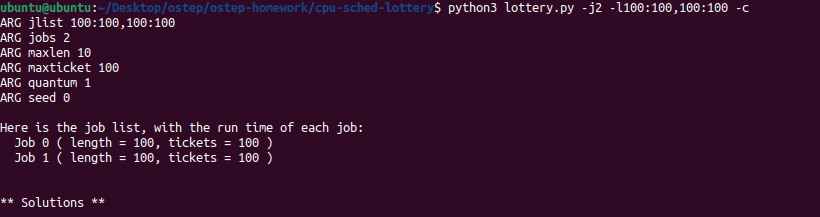 ubuntu@ubuntu:~/Desktop/ostep/ostep-homework/cpu-sched-lottery$ python3 lottery.py -j2 -l100:100,100:100 -c
ARG jlist 100:100,100:100
ARG jobs 2
ARG maxlen 10
ARG maxticket 100
ARG quantum 1
ARG seed 0
Here is the job list, with the run time of each job:
Job 0 ( length = 100, tickets = 100 )
Job 1 ( length = 100, tickets = 100 )
** Solutions **